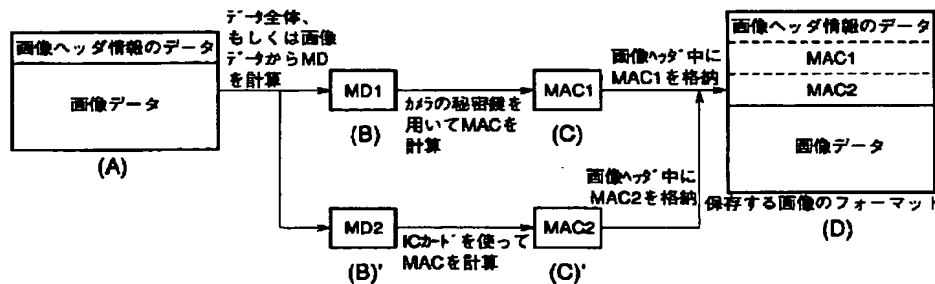 画像ヘッダ情報のデータ
画像データ
(A)
データ全体、
もしくは画像
データからMD
を計算
MD1
(B)
カメラの秘密鍵を
用いてMACを
計算
MAC1
(C)
画像ヘッダ中に
MAC1を格納
MD2
(B)'
ICカードを使って
MACを計算
MAC2
(C)'
画像ヘッダ中に
MAC2を格納
画像ヘッダ情報のデータ
MAC1
MAC2
画像データ
保存する画像のフォーマット
(D)